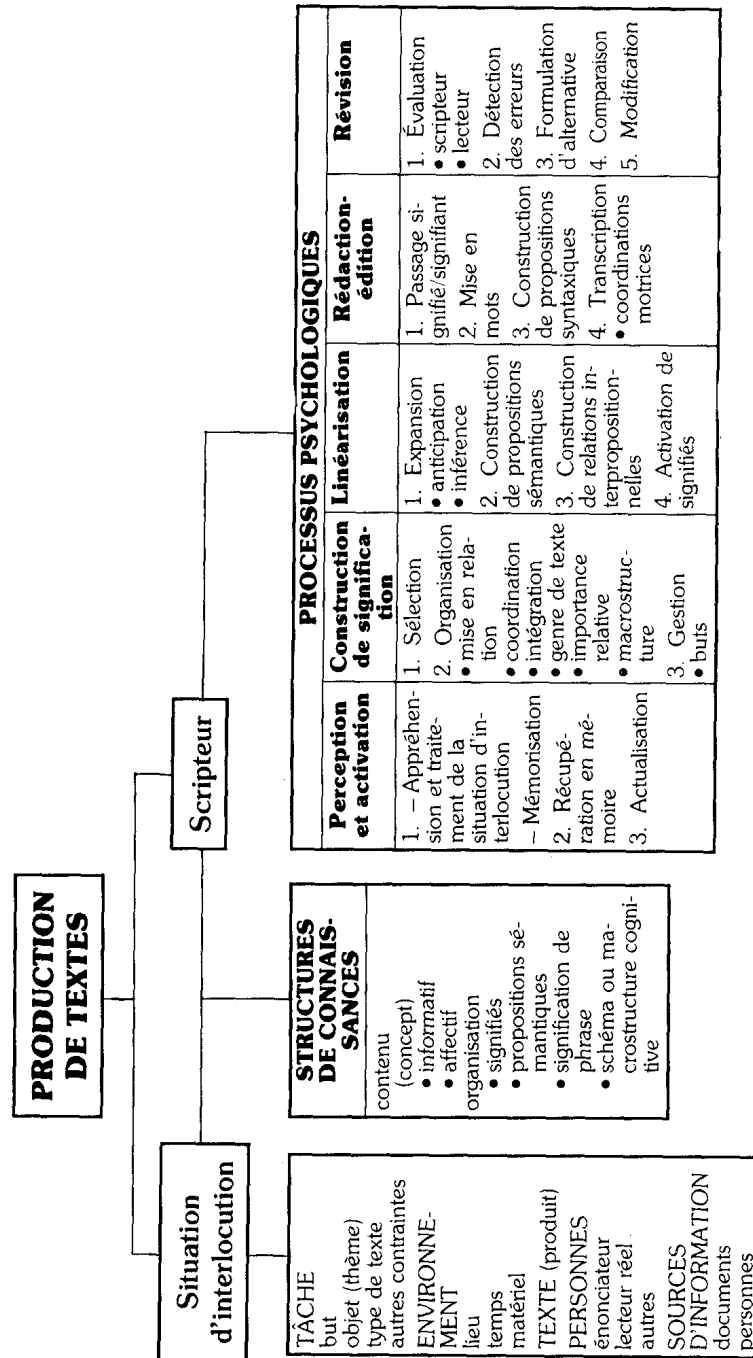 PRODUCTION
DE TEXTES
Situation
d'interlocution
Scripteur
TÂCHE
but
objet (thème)
type de texte
autres contraintes
ENVIRONNE-
MENT
lieu
temps
matériel
TEXTE (produit)
PERSONNES
énonciateur
lecteur réel
autres
SOURCES
D'INFORMATION
documents
personnes
STRUCTURES
DE CONNAIS-
SANCES
contenu
(concept)
• informatif
• affectif
organisation
• signifiés
• propositions sé-
mantiques
• signification de
phrase
• schéma ou ma-
crostructure cogni-
tive
PROCESSUS PSYCHOLOGIQUES
Perception
et activation
1. – Appréhen-
sion et traite-
ment de la
situation d'in-
terlocution
– Mémorisation
2. Récupé-
ration en mé-
moire
3. Actualisation
Construction
de significa-
tion
1. Sélection
2. Organisation
• mise en rela-
tion
• coordination
• intégration
• genre de texte
• importance
relative
• macrostruc-
ture
3. Gestion
• buts
Linéarisation
1. Expansion
• anticipation
• inférence
2. Construction
de propositions
sémantiques
3. Construction
de relations in-
terproposition-
nelles
4. Activation de
signifiés
Rédaction-
édition
1. Passage si-
gnifié/signifiant
2. Mise en
mots
3. Construction
de propositions
syntaxiques
4. Transcription
• coordinations
motrices
Révision
1. Évaluation
• scripteur
• lecteur
2. Détection
des erreurs
3. Formulation
d'alternative
4. Comparaison
5. Modification